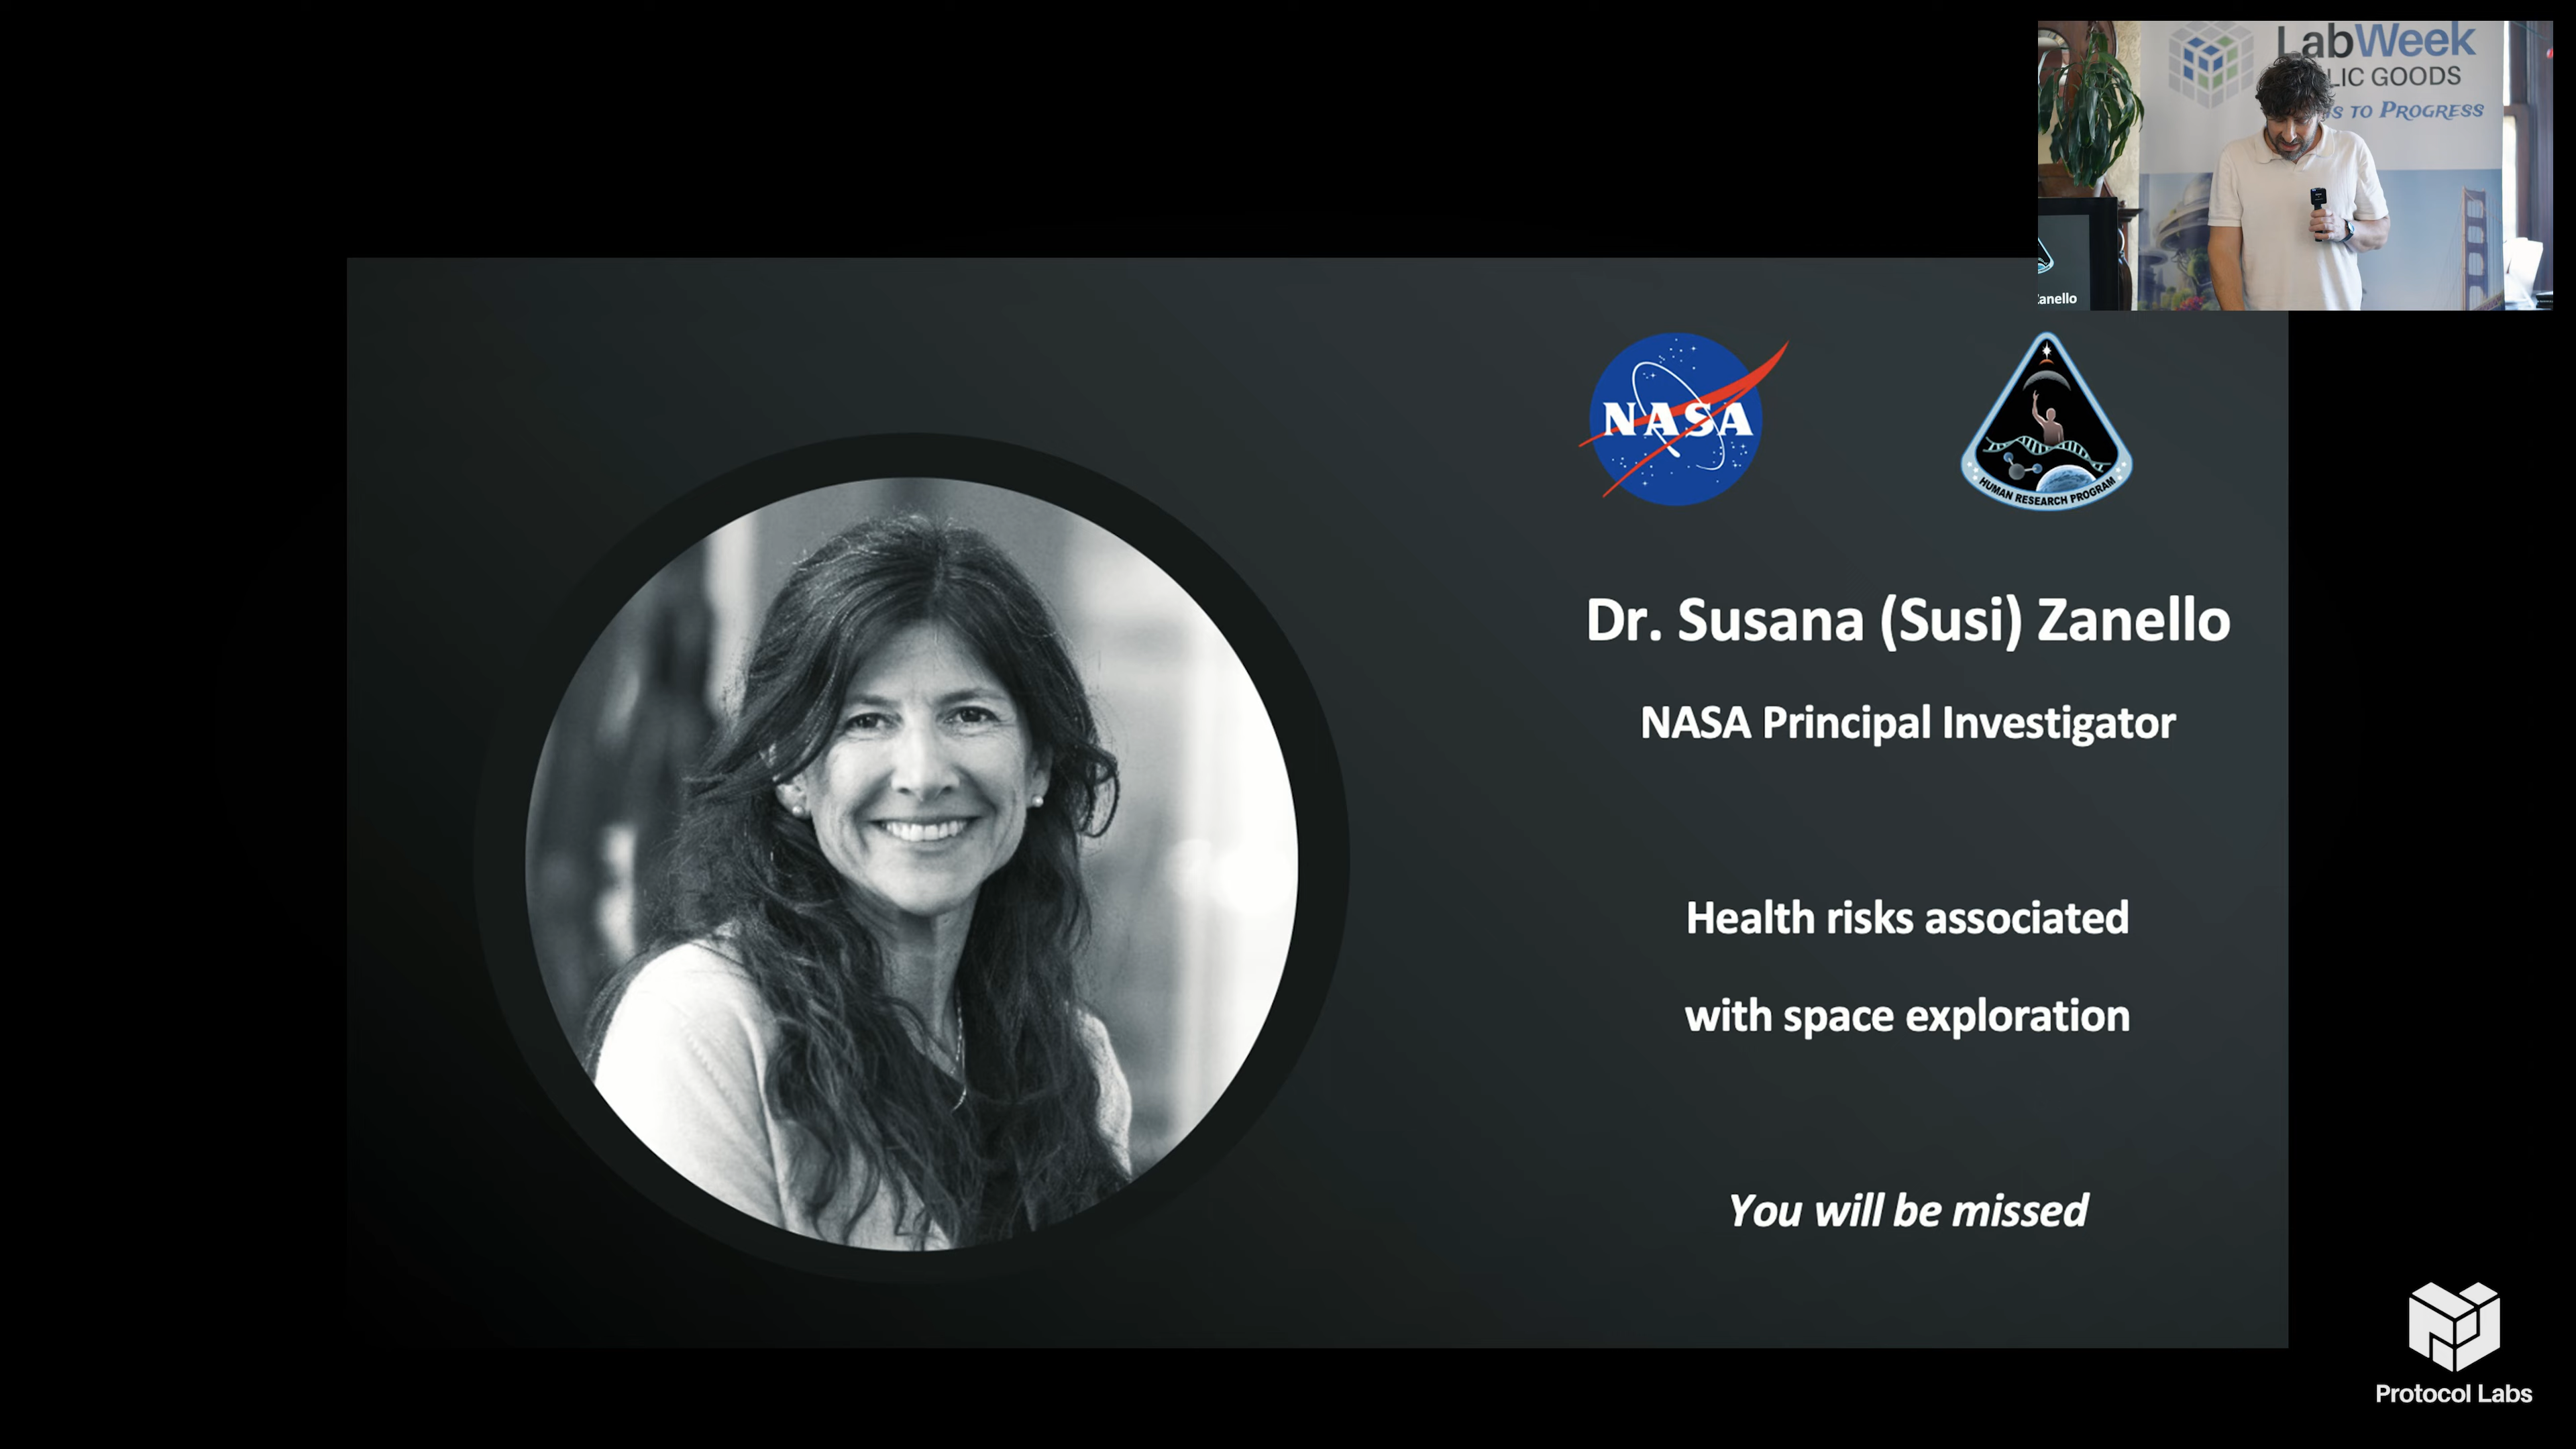 LabWeek
LIC GOODS
S TO PROGRESS
Zanello
NASA
HUMAN RESEARCH PROGRAM
Dr. Susana (Susi) Zanello
NASA Principal Investigator
Health risks associated
with space exploration
You will be missed
Protocol Labs